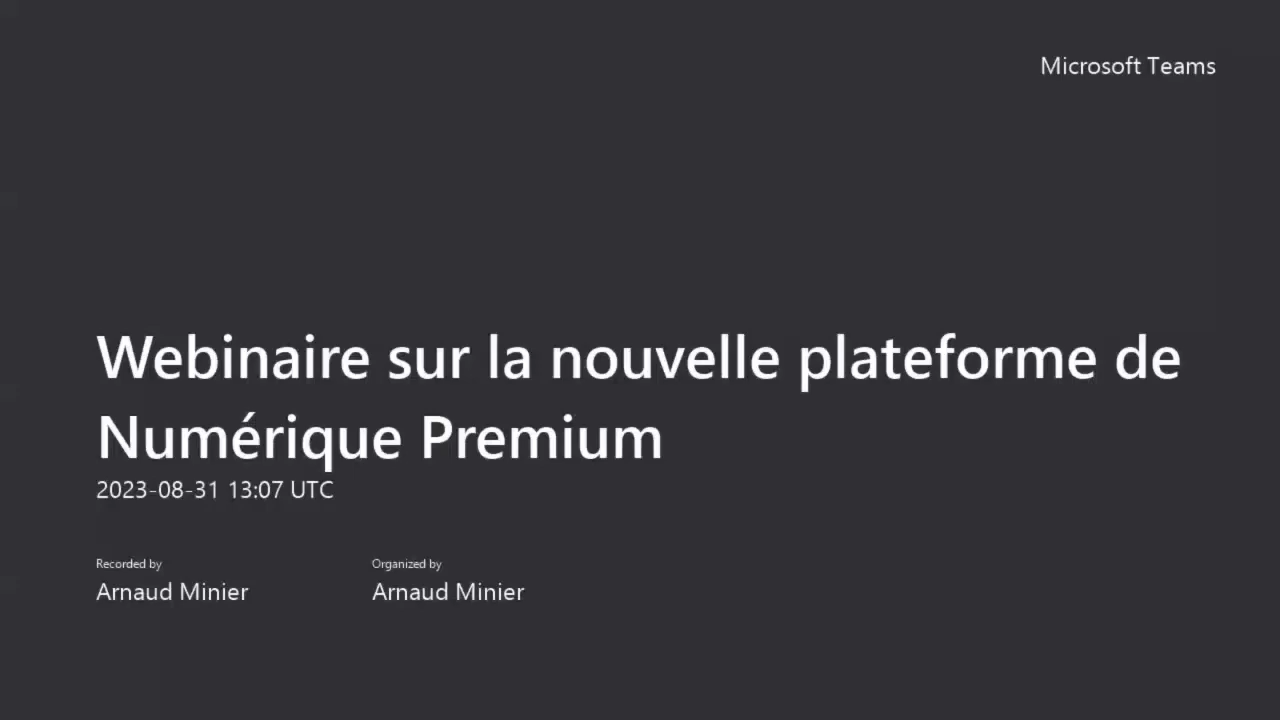 Microsoft Teams
Webinaire sur la nouvelle plateforme de
Numérique Premium
2023-08-31 13:07 UTC
Recorded by
Arnaud Minier
Organized by
Arnaud Minier